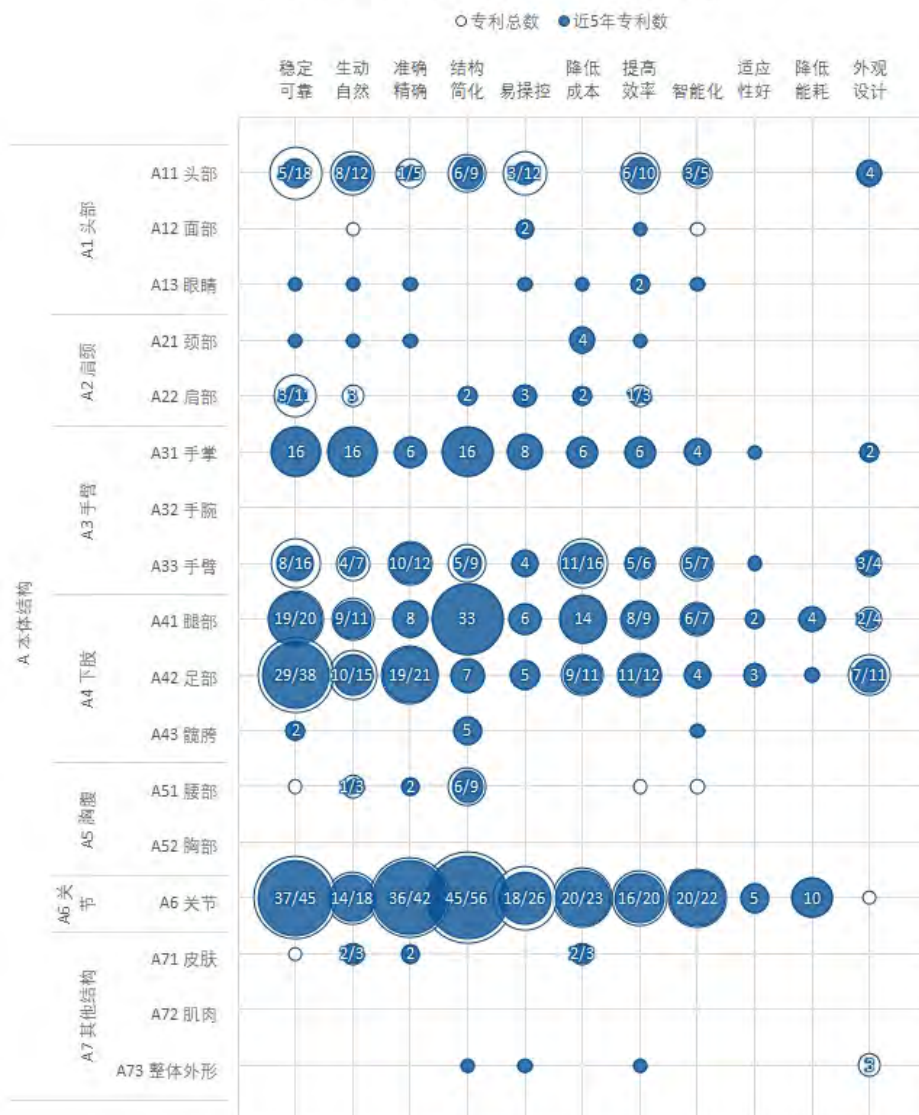 专利总数 近5年专利数
稳定可靠 生动自然 准确精确 结构简化 易操控 降低成本 提高效率 智能化 适应性好 降低能耗 外观设计
A 本体结构
A1 头部
A11 头部 5/18 8/12 1/5 6/9 3/12 6/10 3/5 4
A12 面部 2
A13 眼睛 2
A2 肩颈
A21 颈部 4
A22 肩部 3/11 3 2 3 2 1/3
A3 手臂
A31 手掌 16 16 6 16 8 6 6 4 2
A32 手腕
A33 手臂 8/16 4/7 10/12 5/9 4 11/16 5/6 5/7 3/4
A4 下肢
A41 腿部 19/20 9/11 8 33 6 14 8/9 6/7 2 4 2/4
A42 足部 29/38 10/15 19/21 7 5 9/11 11/12 4 3 7/11
A43 髋胯 2 5
A5 胸腹
A51 腰部 1/3 2 6/9
A52 胸部
A6 关节
A6 关节 37/45 14/18 36/42 45/56 18/26 20/23 16/20 20/22 5 10
A7 其他结构
A71 皮肤 2/3 2 2/3
A72 肌肉
A73 整体外形 3